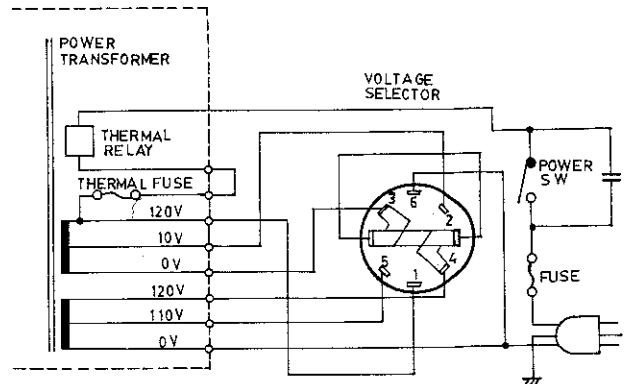 POWER
TRANSFORMER
VOLTAGE
SELECTOR
THERMAL
RELAY
POWER
SW
THERMAL FUSE
3
6
2
120V
10V
0V
5
1
4
FUSE
120V
110V
0V